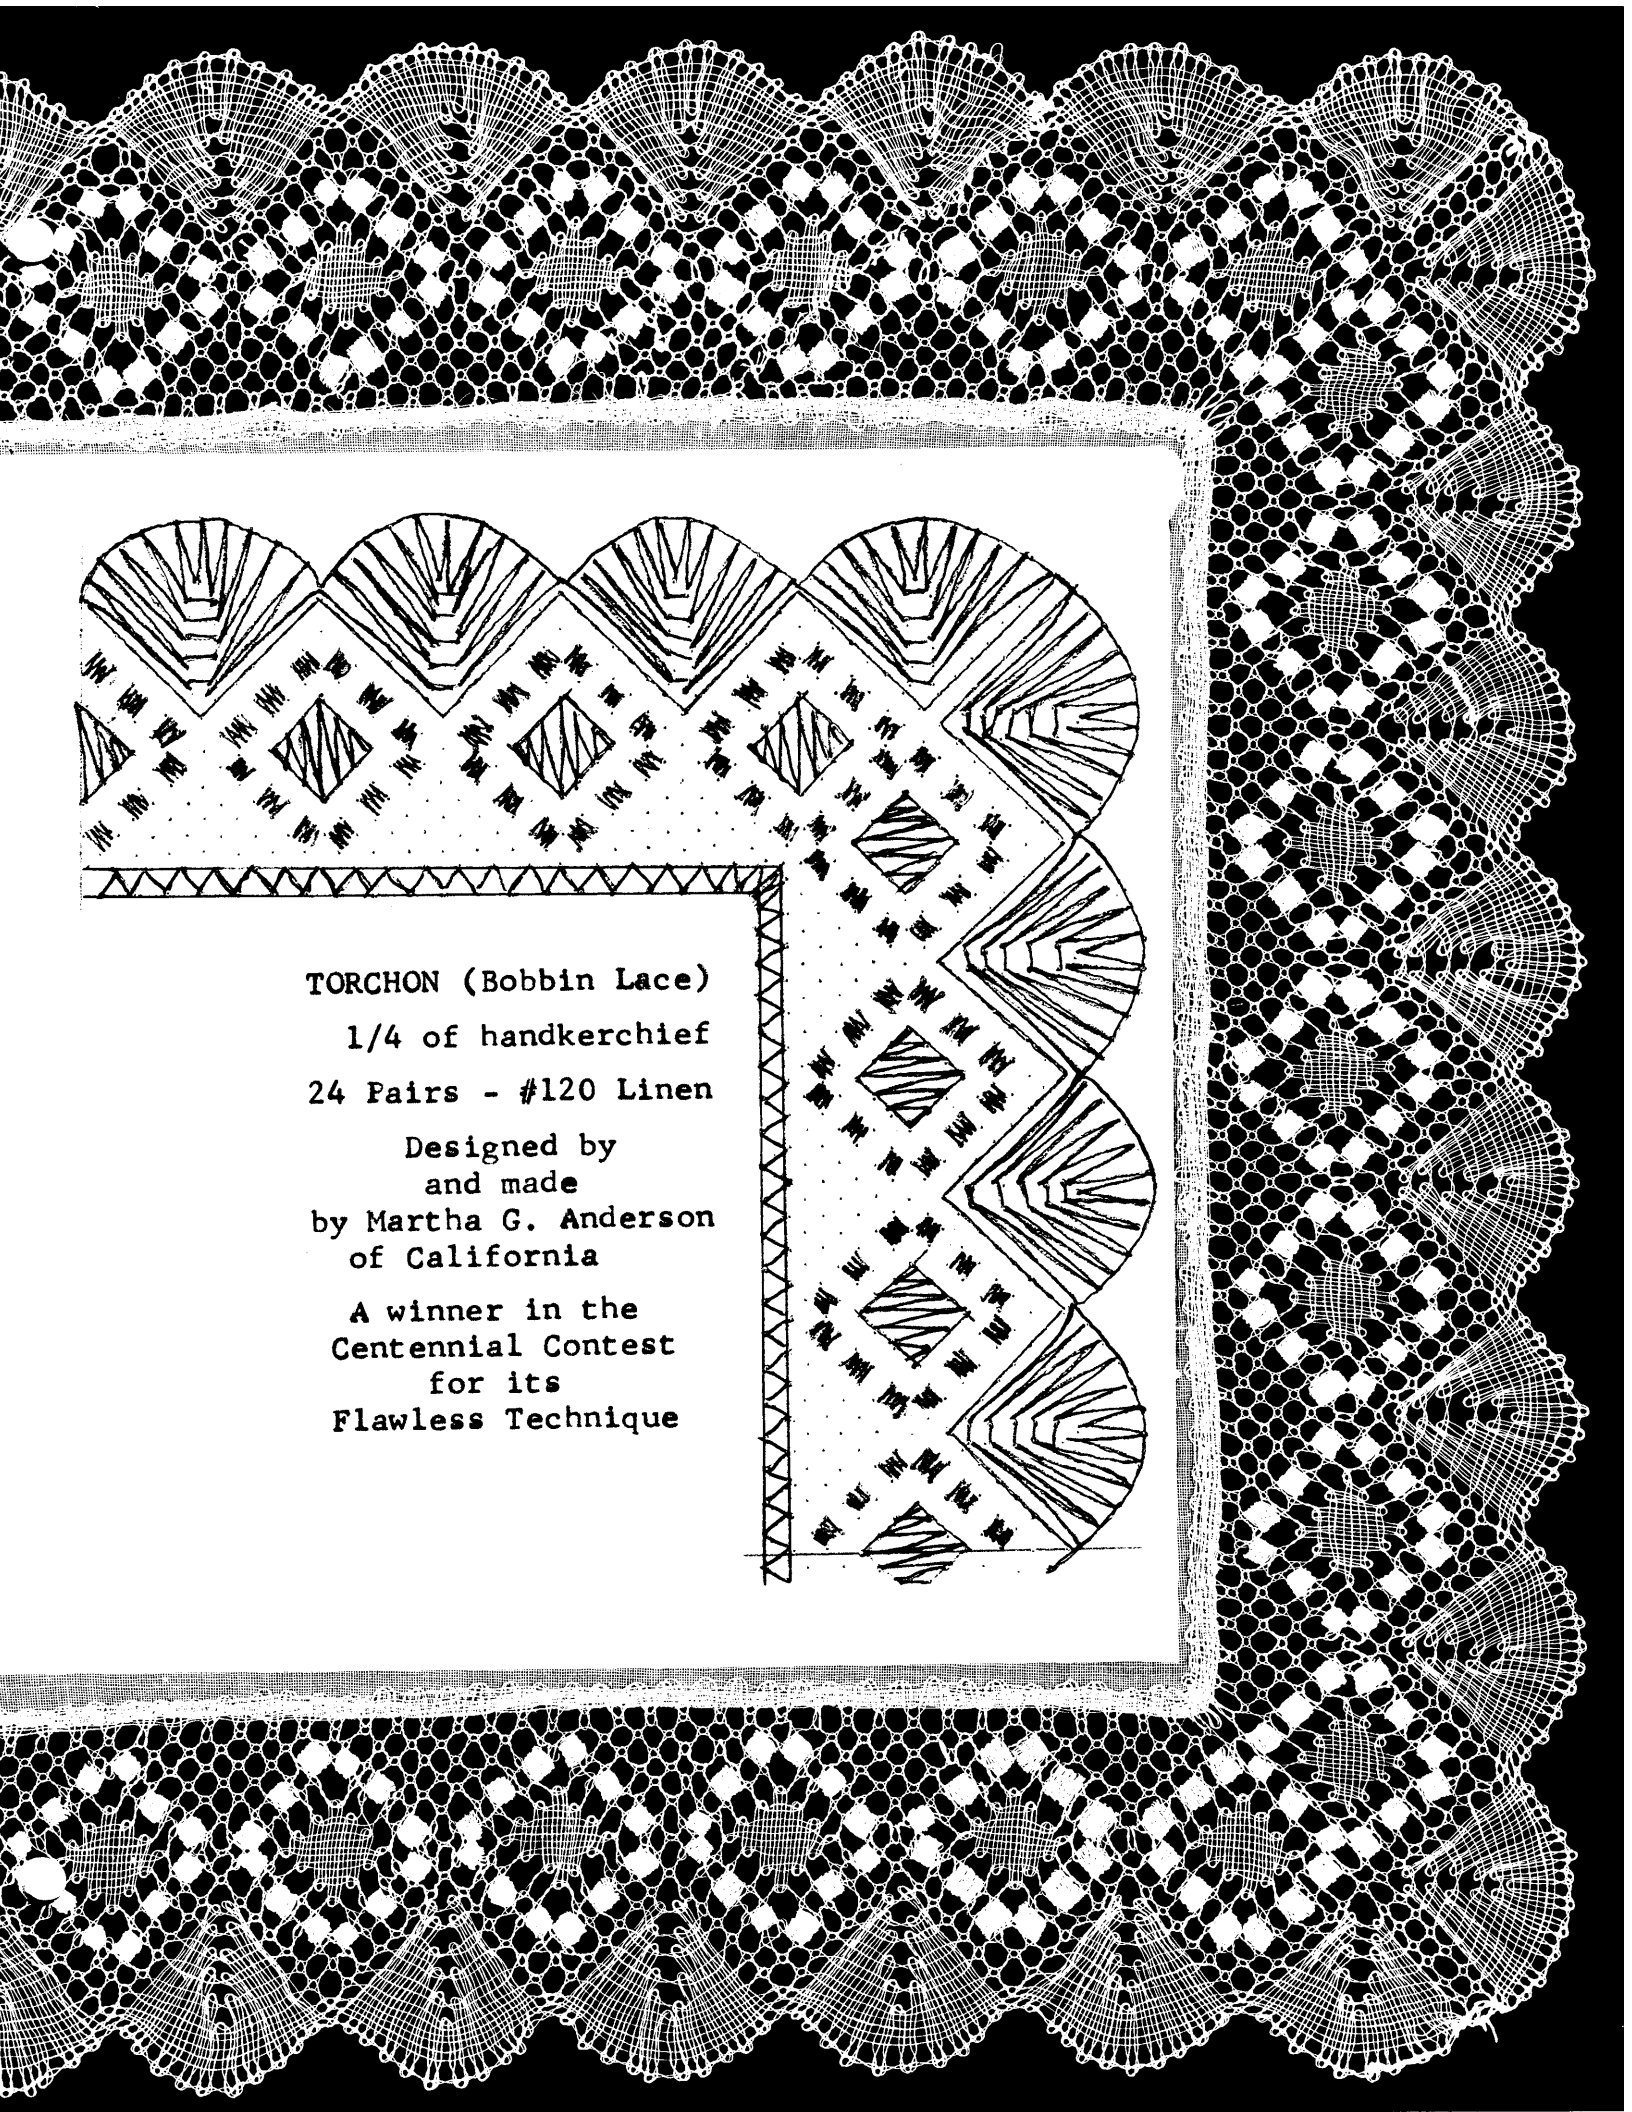 TORCHON (Bobbin Lace)
1/4 of handkerchief
24 Pairs - #120 Linen
Designed by
and made
by Martha G. Anderson
of California
A winner in the
Centennial Contest
for its
Flawless Technique